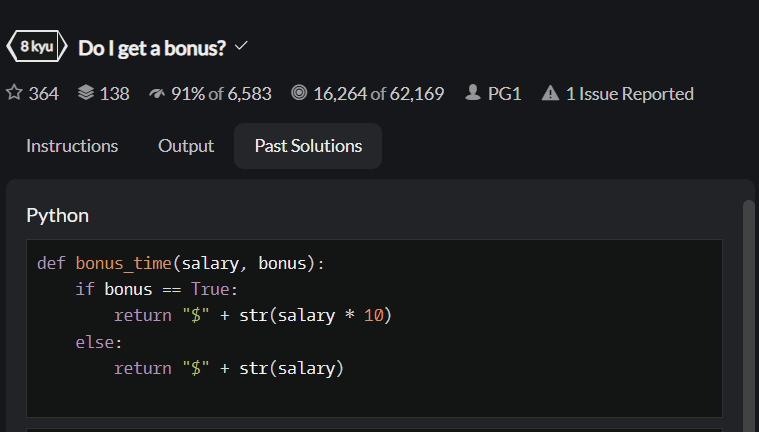 8 kyu Do I get a bonus?
364 138 91% of 6,583 16,264 of 62,169 PG1 1 Issue Reported
Instructions Output Past Solutions
Python
def bonus_time(salary, bonus):
    if bonus == True:
        return "$" + str(salary * 10)
    else:
        return "$" + str(salary)